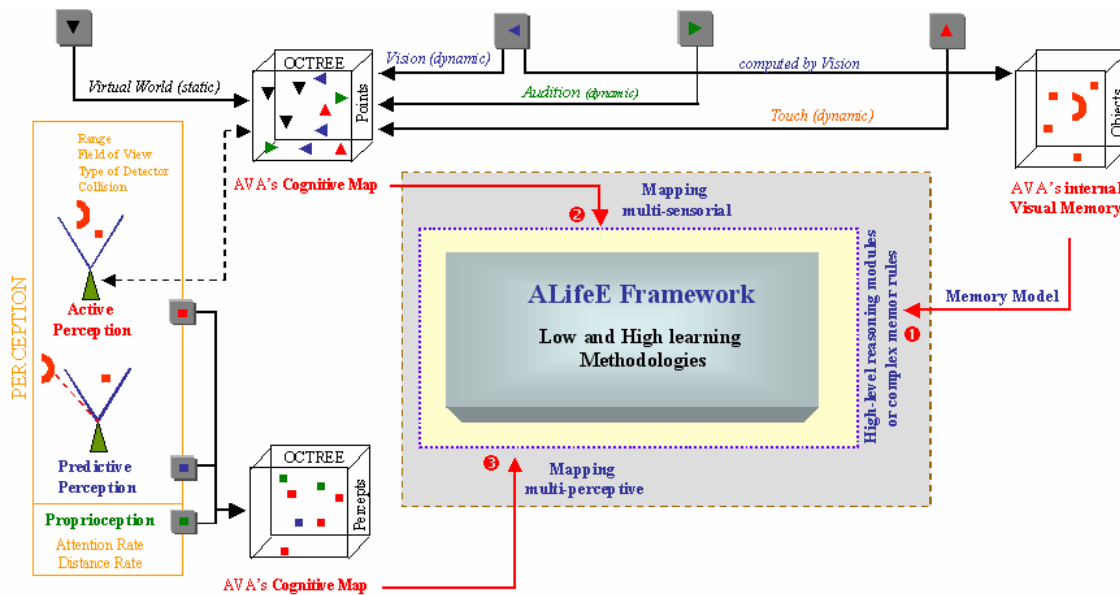 OCTREE
Points
Virtual World (static)
Vision (dynamic)
computed by Vision
Audition (dynamic)
Touch (dynamic)
Objects
AVA's Cognitive Map
AVA's internal
Visual Memory
PERCEPTION
Range
Field of View
Type of Detector
Collision
Active
Perception
Predictive
Perception
Proprioception
Attention Rate
Distance Rate
Mapping
multi-sensorial
2
ALifeE Framework
Low and High learning
Methodologies
High-level reasoning modules
or complex memor rules
Memory Model
1
3
Mapping
multi-perceptive
OCTREE
Percepts
AVA's Cognitive Map